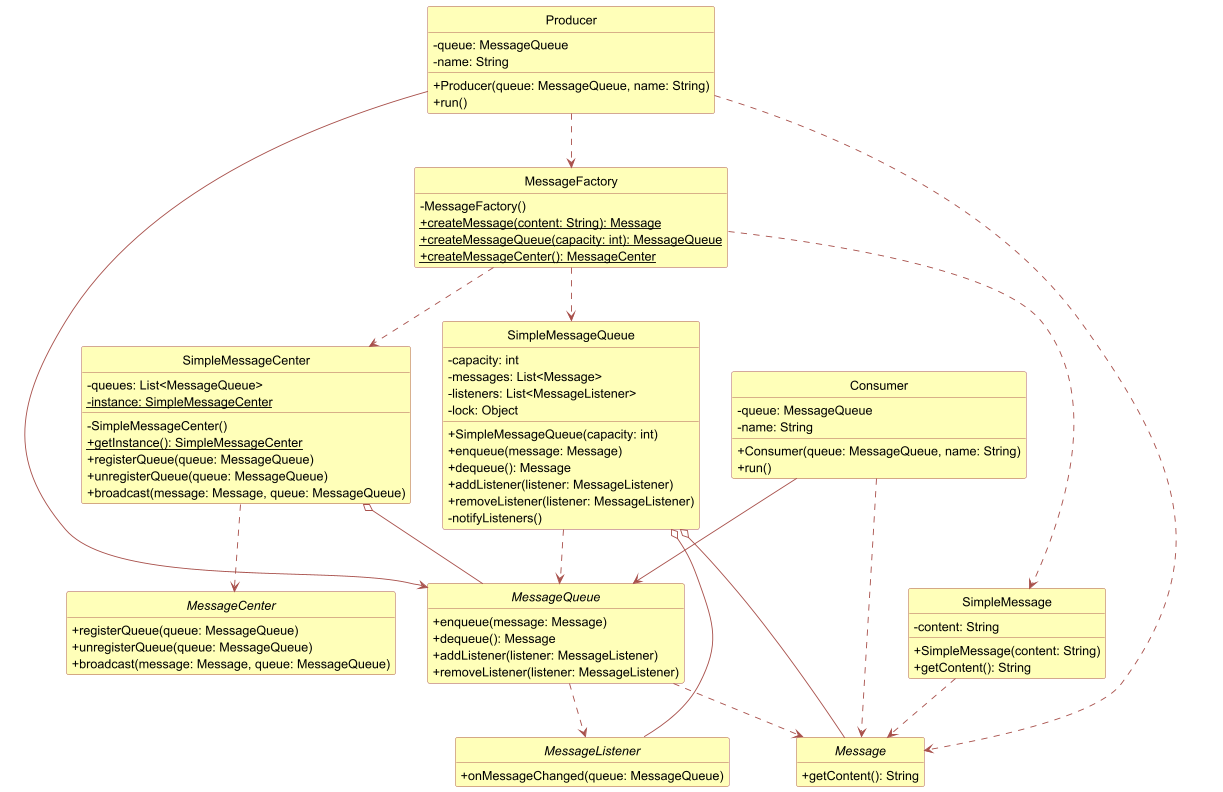 Producer
-queue: MessageQueue
-name: String
+Producer(queue: MessageQueue, name: String)
+run()
MessageFactory
-MessageFactory()
+createMessage(content: String): Message
+createMessageQueue(capacity: int): MessageQueue
+createMessageCenter(): MessageCenter
SimpleMessageCenter
-queues: List<MessageQueue>
-instance: SimpleMessageCenter
-SimpleMessageCenter()
+getInstance(): SimpleMessageCenter
+registerQueue(queue: MessageQueue)
+unregisterQueue(queue: MessageQueue)
+broadcast(message: Message, queue: MessageQueue)
SimpleMessageQueue
-capacity: int
-messages: List<Message>
-listeners: List<MessageListener>
-lock: Object
+SimpleMessageQueue(capacity: int)
+enqueue(message: Message)
+dequeue(): Message
+addListener(listener: MessageListener)
+removeListener(listener: MessageListener)
-notifyListeners()
Consumer
-queue: MessageQueue
-name: String
+Consumer(queue: MessageQueue, name: String)
+run()
MessageCenter
+registerQueue(queue: MessageQueue)
+unregisterQueue(queue: MessageQueue)
+broadcast(message: Message, queue: MessageQueue)
MessageQueue
+enqueue(message: Message)
+dequeue(): Message
+addListener(listener: MessageListener)
+removeListener(listener: MessageListener)
SimpleMessage
-content: String
+SimpleMessage(content: String)
+getContent(): String
MessageListener
+onMessageChanged(queue: MessageQueue)
Message
+getContent(): String